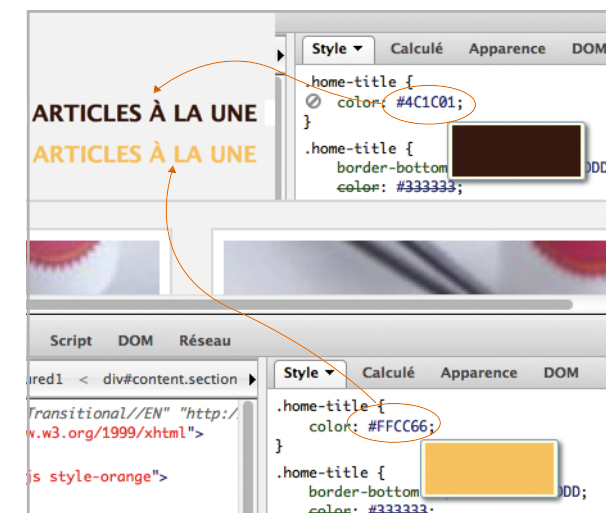 Style ▾ Calculé Apparence DOM
.home-title {
color: #4C1C01;
}
.home-title {
border-bottom DDD
color: #333333;
ARTICLES À LA UNE
ARTICLES À LA UNE
Script DOM Réseau
ured1 < div#content.section
Transitional//EN" "http:/
w.w3.org/1999/xhtml">
js style-orange">
Style ▾ Calculé Apparence DOM
.home-title {
color: #FFCC66;
}
.home-title {
border-bottom DD;
color: #333333;